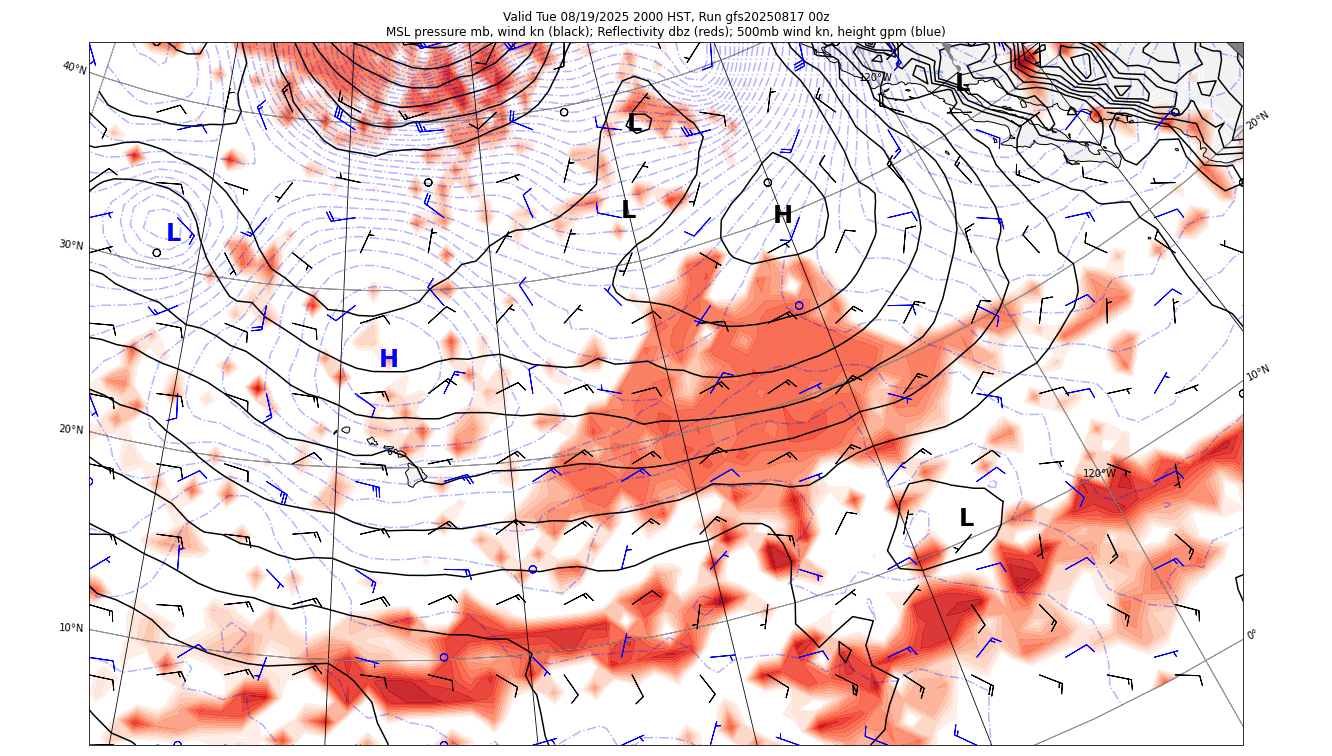 Valid Tue 08/19/2025 2000 HST, Run gfs20250817 00z
MSL pressure mb, wind kn (black); Reflectivity dbz (reds); 500mb wind kn, height gpm (blue)
40°N
120°W
L
L
20°N
L
H
L
30°N
H
10°N
20°N
120°W
L
10°N
0°